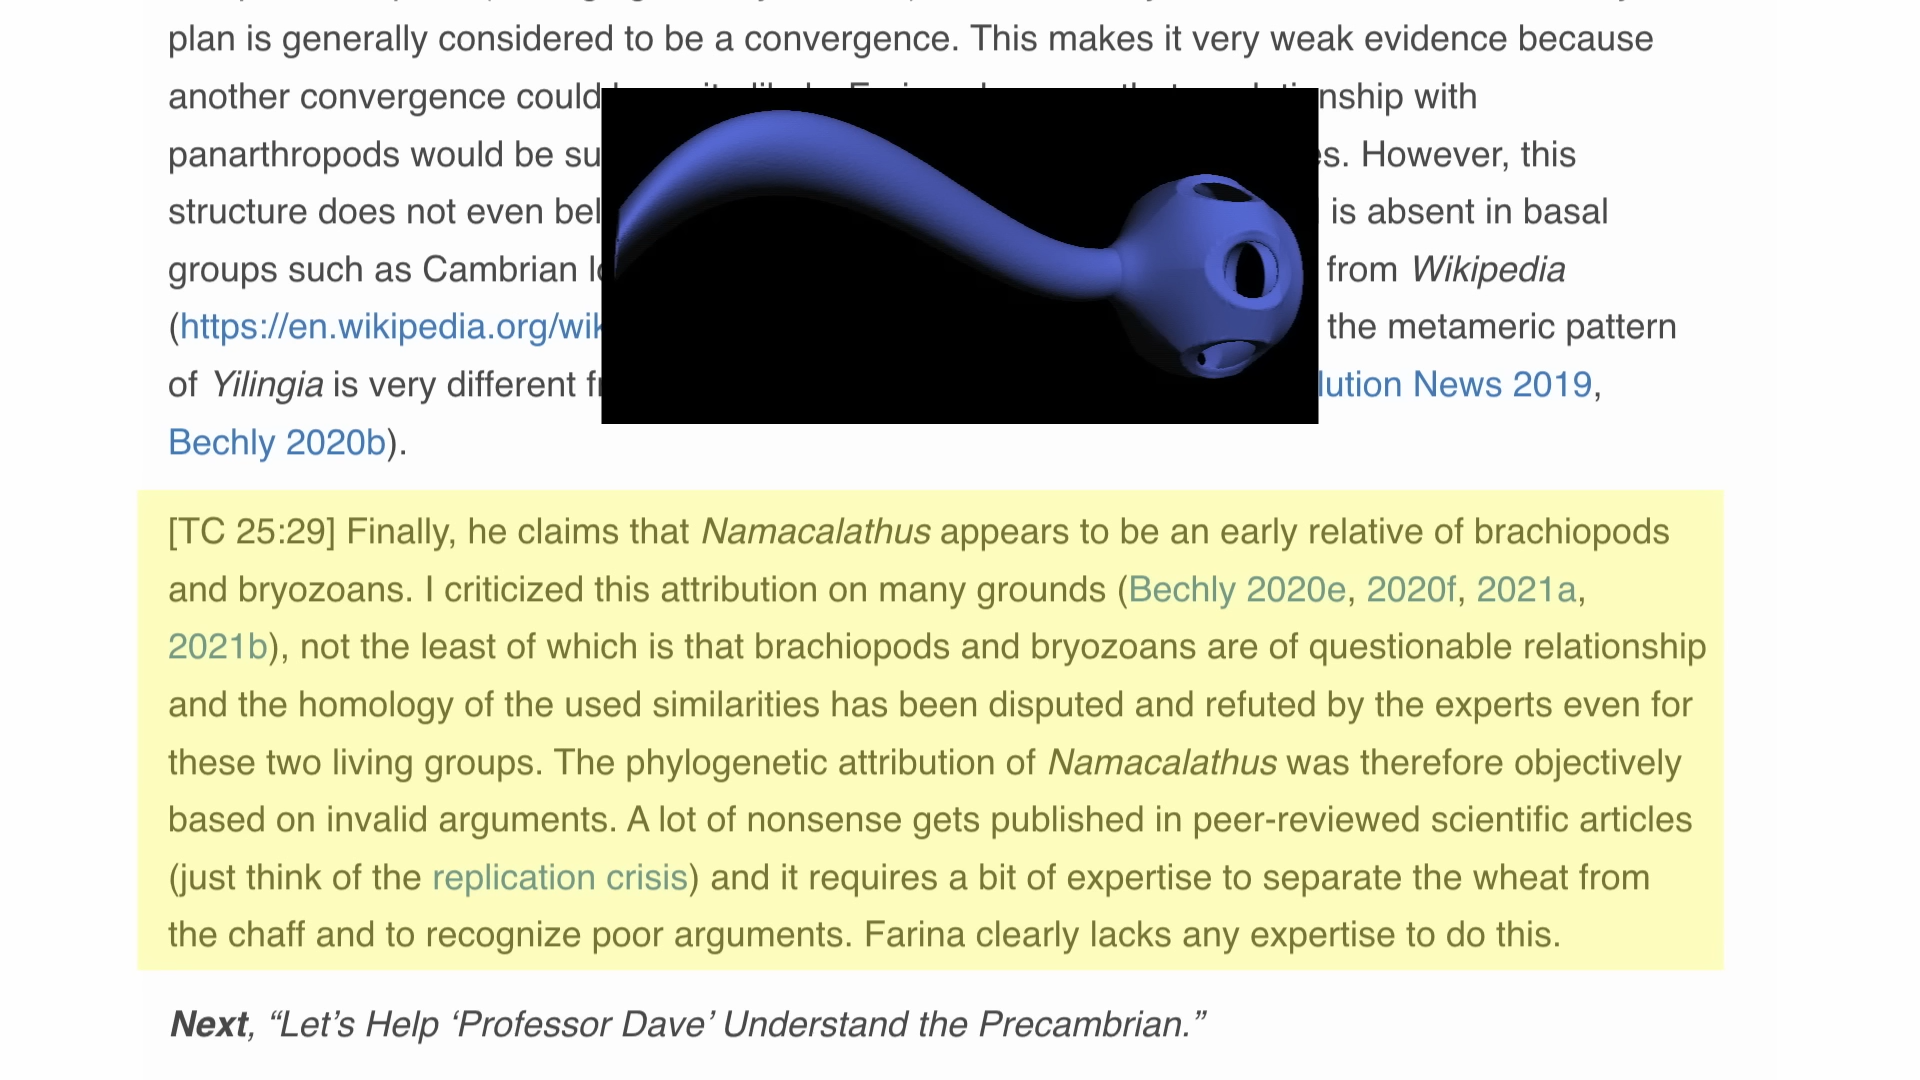 plan is generally considered to be a convergence. This makes it very weak evidence because
another convergence could nship with
panarthropods would be su s. However, this
structure does not even bel is absent in basal
groups such as Cambrian from Wikipedia
(https://en.wikipedia.org/wik the metameric pattern
of Yilingia is very different lution News 2019,
Bechly 2020b).
[TC 25:29] Finally, he claims that Namacalathus appears to be an early relative of brachiopods
and bryozoans. I criticized this attribution on many grounds (Bechly 2020e, 2020f, 2021a,
2021b), not the least of which is that brachiopods and bryozoans are of questionable relationship
and the homology of the used similarities has been disputed and refuted by the experts even for
these two living groups. The phylogenetic attribution of Namacalathus was therefore objectively
based on invalid arguments. A lot of nonsense gets published in peer-reviewed scientific articles
(just think of the replication crisis) and it requires a bit of expertise to separate the wheat from
the chaff and to recognize poor arguments. Farina clearly lacks any expertise to do this.
Next, “Let’s Help ‘Professor Dave’ Understand the Precambrian.”